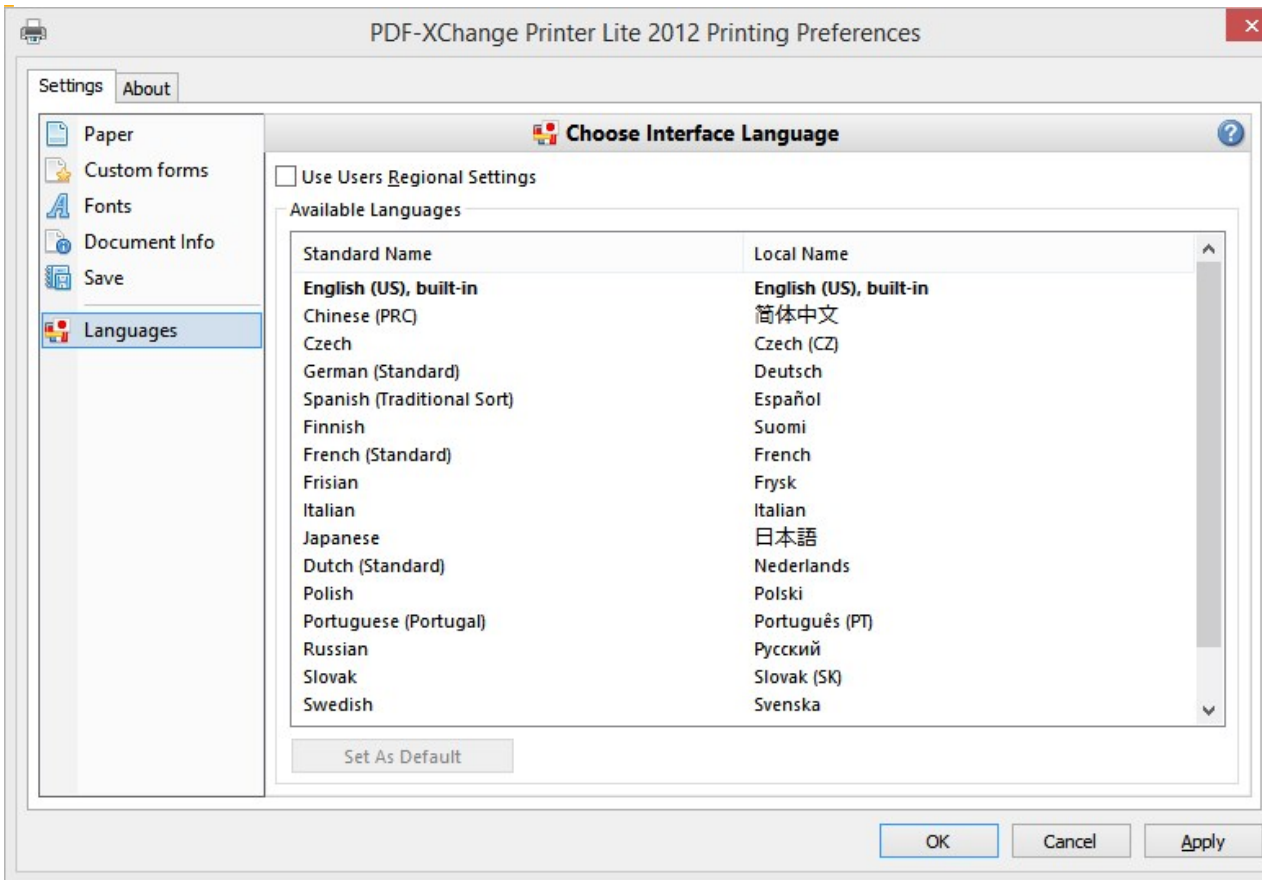 PDF-XChange Printer Lite 2012 Printing Preferences
Settings About
Paper
Custom forms
Fonts
Document Info
Save
Languages
Choose Interface Language
Use Users Regional Settings
Available Languages
Standard Name Local Name
English (US), built-in English (US), built-in
Chinese (PRC) 简体中文
Czech Czech (CZ)
German (Standard) Deutsch
Spanish (Traditional Sort) Español
Finnish Suomi
French (Standard) French
Frisian Frysk
Italian Italian
Japanese 日本語
Dutch (Standard) Nederlands
Polish Polski
Portuguese (Portugal) Português (PT)
Russian Русский
Slovak Slovak (SK)
Swedish Svenska
Set As Default
OK Cancel Apply